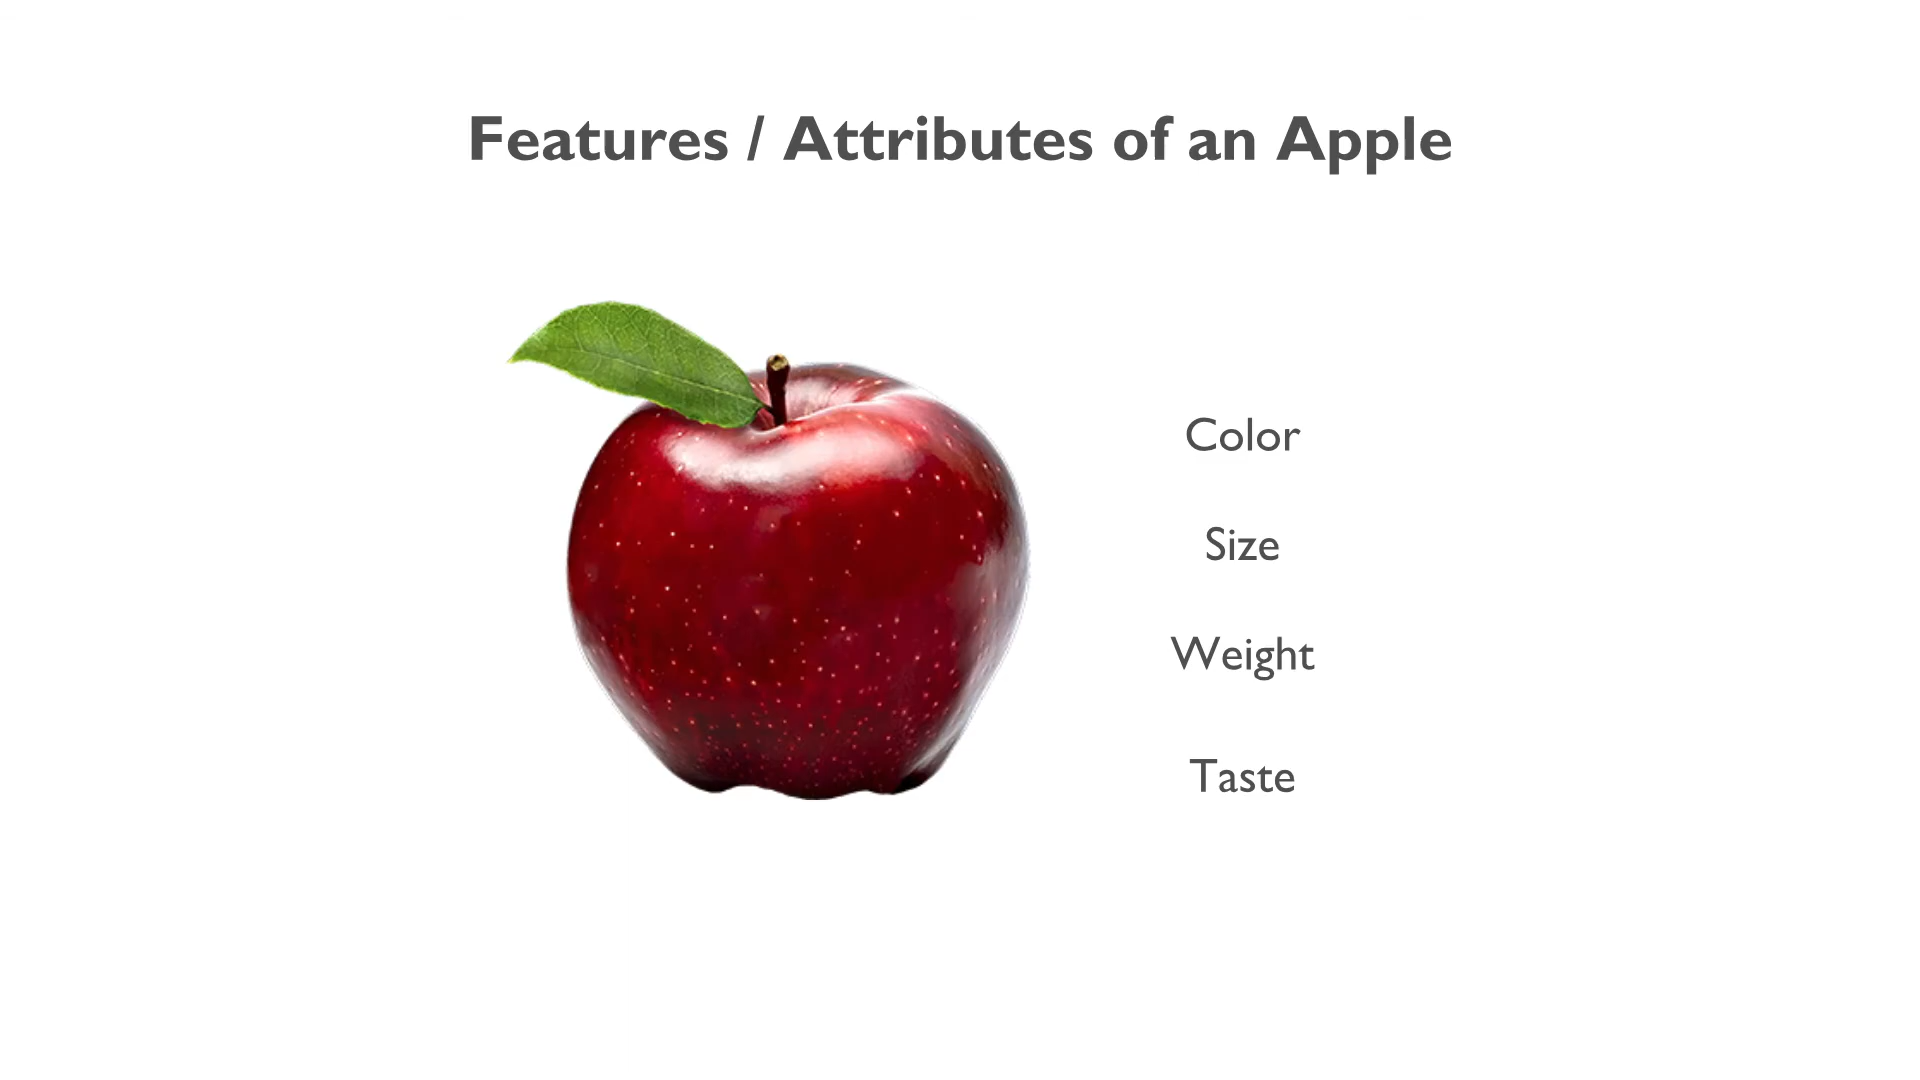 Features / Attributes of an Apple
Color
Size
Weight
Taste